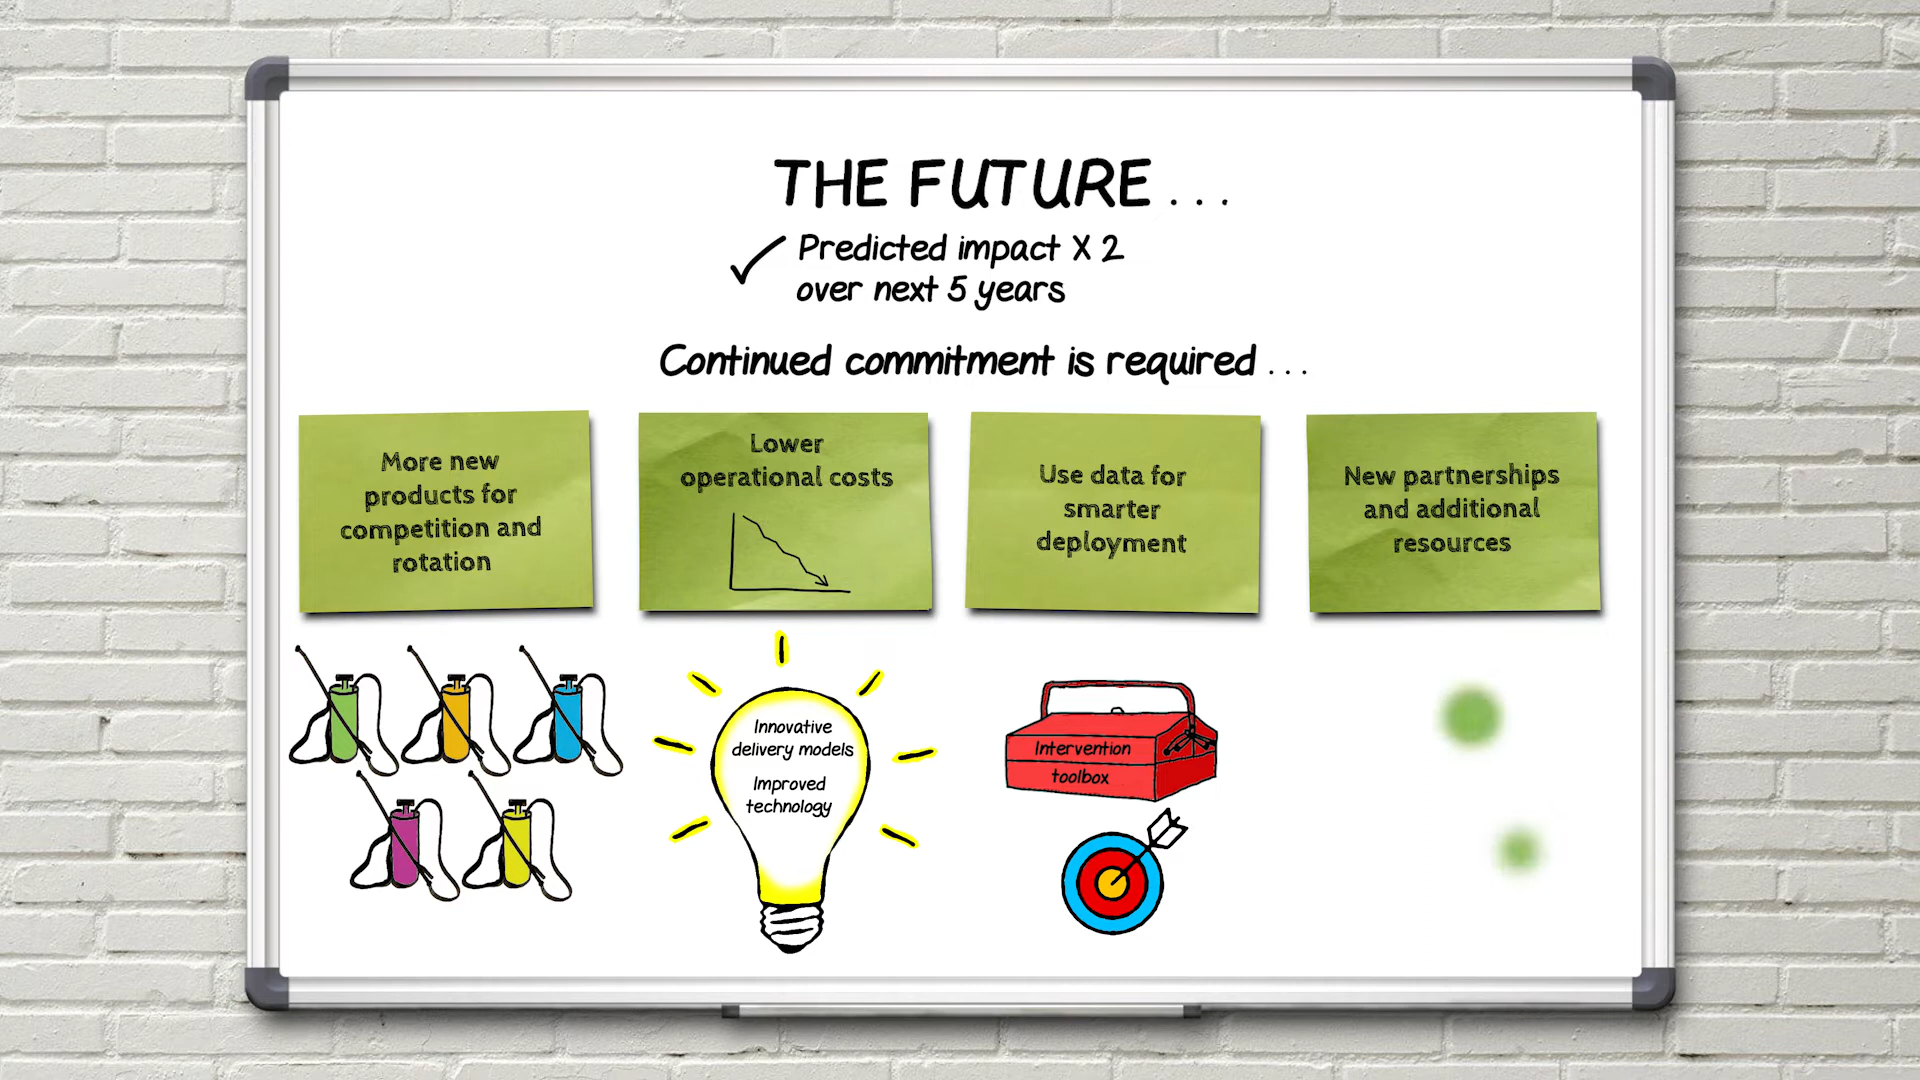 THE FUTURE . . .
Predicted impact X 2
over next 5 years
Continued commitment is required . . .
More new
products for
competition and
rotation
Lower
operational costs
Use data for
smarter
deployment
New partnerships
and additional
resources
Innovative
delivery models
Improved
technology
Intervention
toolbox